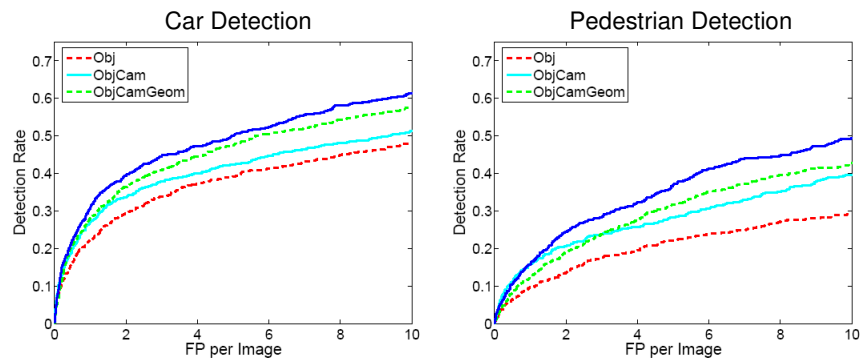 Car Detection
0.7
0.6
0.5
0.4
0.3
0.2
0.1
0
Detection Rate
Obj
ObjCam
ObjCamGeom
0 2 4 6 8 10
FP per Image
Pedestrian Detection
0.7
0.6
0.5
0.4
0.3
0.2
0.1
0
Detection Rate
Obj
ObjCam
ObjCamGeom
0 2 4 6 8 10
FP per Image